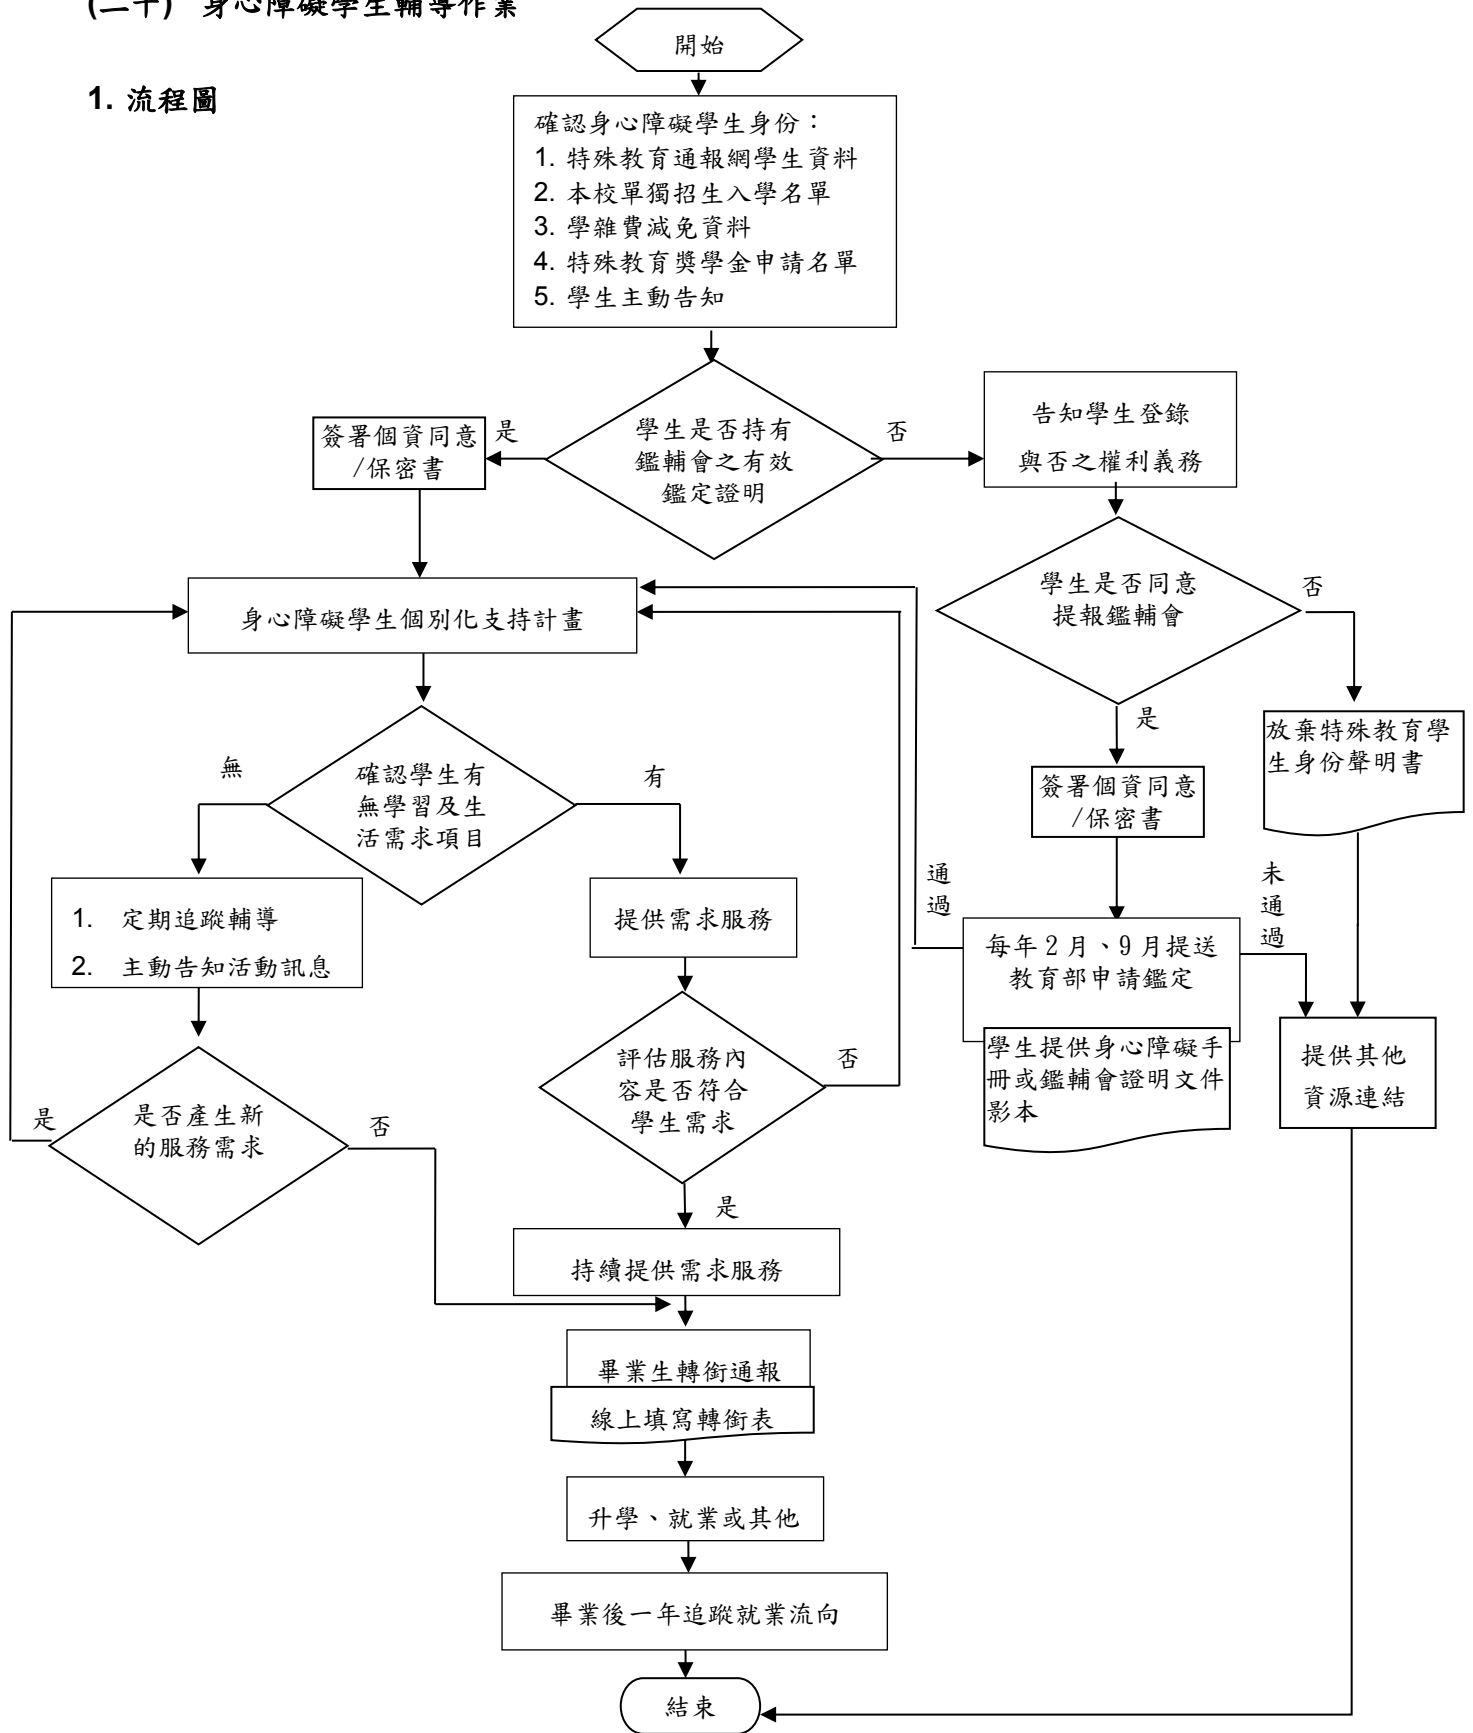 (二十) 身心障礙學生輔導作業
開始
1. 流程圖
確認身心障礙學生身份：
1. 特殊教育通報網學生資料
2. 本校單獨招生入學名單
3. 學雜費減免資料
4. 特殊教育獎學金申請名單
5. 學生主動告知
學生是否持有
鑑輔會之有效
鑑定證明
是
否
簽署個資同意
/保密書
告知學生登錄
與否之權利義務
學生是否同意
提報鑑輔會
否
是
身心障礙學生個別化支持計畫
放棄特殊教育學
生身份聲明書
簽署個資同意
/保密書
確認學生有
無學習及生
活需求項目
無
有
通過
未通過
1. 定期追蹤輔導
2. 主動告知活動訊息
提供需求服務
每年 2 月、9 月提送
教育部申請鑑定
學生提供身心障礙手
冊或鑑輔會證明文件
影本
提供其他
資源連結
評估服務內
容是否符合
學生需求
否
是
是否產生新
的服務需求
是
否
持續提供需求服務
畢業生轉銜通報
線上填寫轉銜表
升學、就業或其他
畢業後一年追蹤就業流向
結束